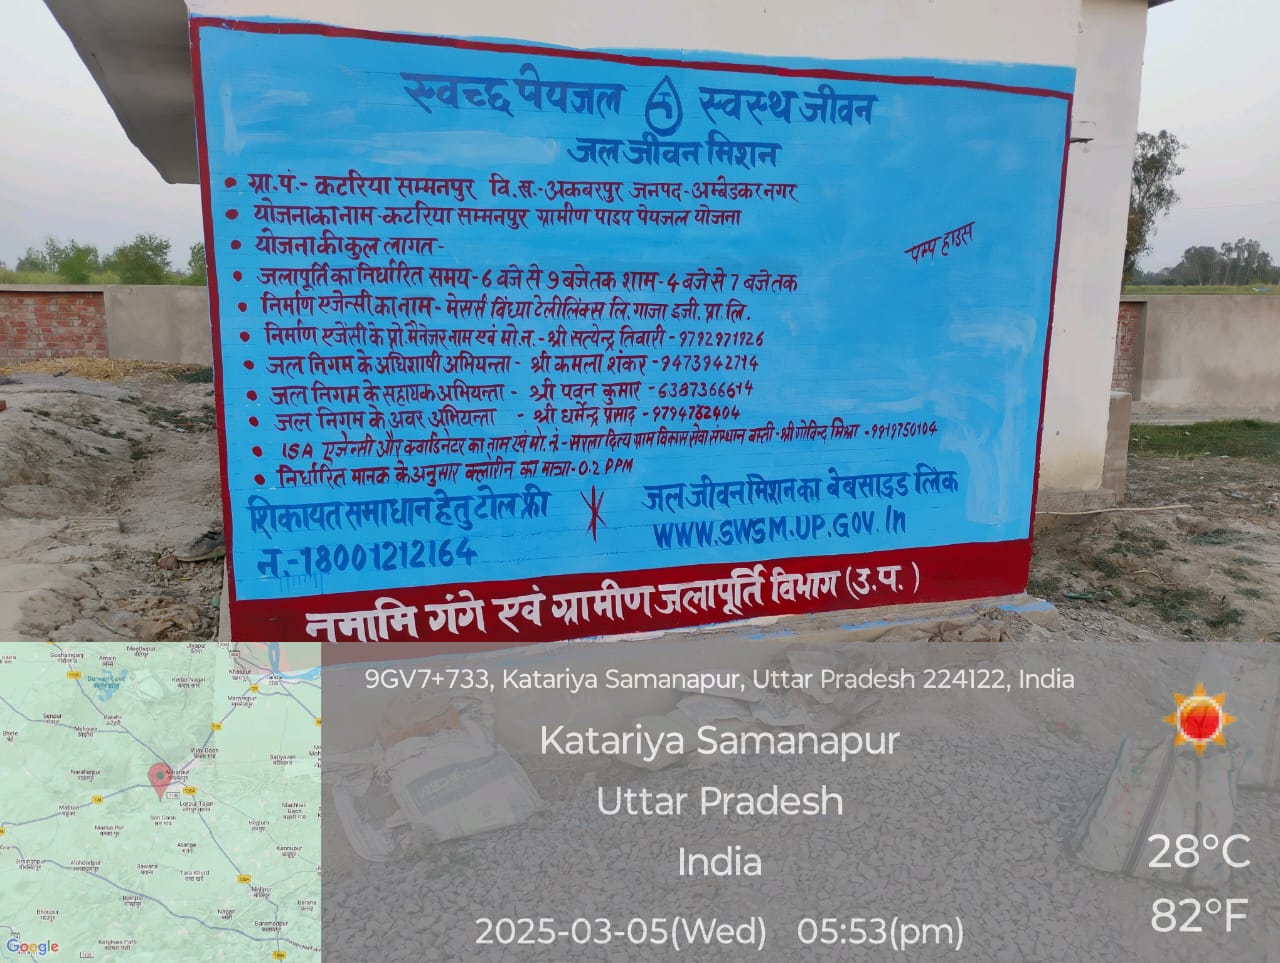 स्वच्छ पेयजल स्वस्थ जीवन
जल जीवन मिशन
• ग्रा.पं.- कटरिया सम्मनपुर वि.ख.-अकबरपुर जनपद-अम्बेडकर नगर
• योजना का नाम-कटरिया सम्मनपुर ग्रामीण पाइप पेयजल योजना
• योजना की कुल लागत-
पम्प हाउस
• जलापूर्ति का निर्धारित समय-6 बजे से 9 बजे तक शाम-4 बजे से 7 बजे तक
• निर्माण एजेन्सी का नाम- मेसर्स विंध्या टेलीलिंक्स लि. गाजा इंजी. प्रा. लि.
• निर्माण एजेंसी के प्रो. मैनेजर नाम एवं मो.न.-श्री सत्येन्द्र तिवारी-9792971926
• जल निगम के अधिशाषी अभियन्ता- श्री कमला शंकर-9473942714
• जल निगम के सहायक अभियन्ता- श्री पवन कुमार-6387366614
• जल निगम के अवर अभियन्ता - श्री धर्मेन्द्र प्रसाद-9794782404
• ISA एजेन्सी और क्वाडिनेटर का नाम एवं मो. नं.- सरला दित्य ग्राम विकास सेवा संस्थान बस्ती-श्री गोविन्द मिश्रा-9919750104
• निर्धारित मानक के अनुसार क्लोरीन की मात्रा-0.2 PPM
शिकायत समाधान हेतु टोल फ्री
न.-18001212164
जल जीवन मिशन का बेबसाइड लिंक
WWW.SWSM.UP.GOV.In
नमामि गंगे एवं ग्रामीण जलापूर्ति विभाग (उ.प.)
9GV7+733, Katariya Samanapur, Uttar Pradesh 224122, India
Katariya Samanapur
Uttar Pradesh
India
2025-03-05(Wed) 05:53(pm)
28°C
82°F
Google